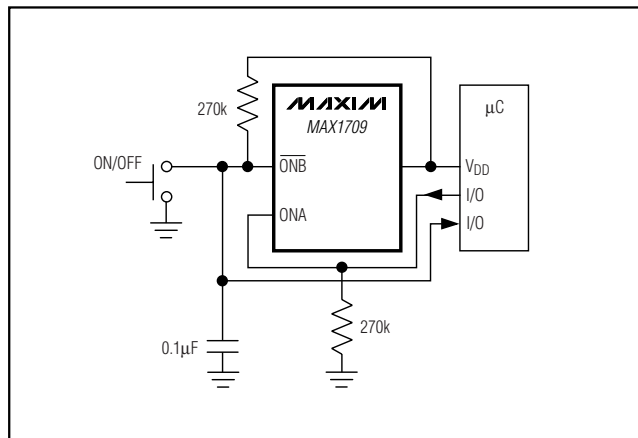 270k
MAXIM
MAX1709
μC
ON/OFF
ONB
VDD
I/O
ONA
I/O
270k
0.1μF